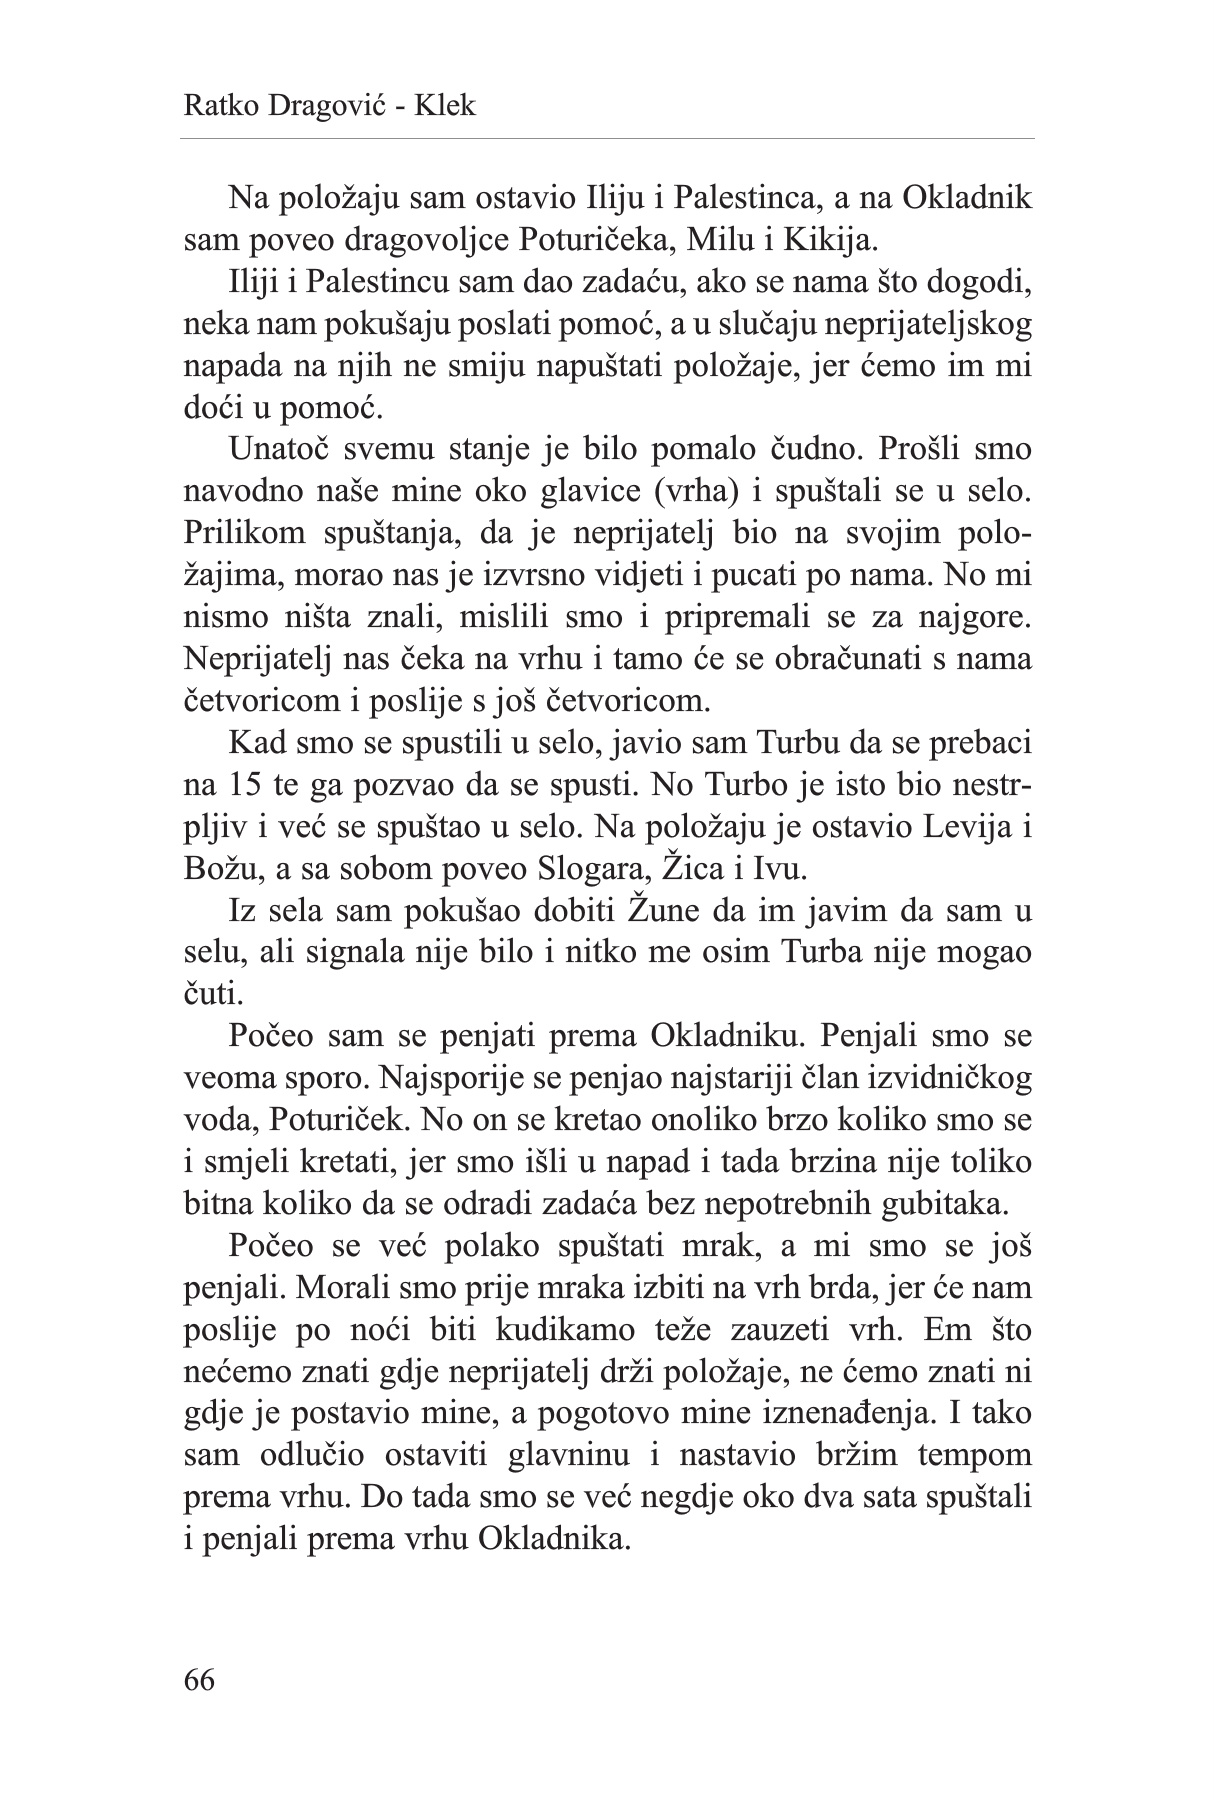 Ratko Dragović - Klek
Na položaju sam ostavio Iliju i Palestinca, a na Okladnik
sam poveo dragovoljce Poturičeka, Milu i Kikija.
Iliji i Palestincu sam dao zadaću, ako se nama što dogodi,
neka nam pokušaju poslati pomoć, a u slučaju neprijateljskog
napada na njih ne smiju napuštati položaje, jer ćemo im mi
doći u pomoć.
Unatoč svemu stanje je bilo pomalo čudno. Prošli smo
navodno naše mine oko glavice (vrha) i spuštali se u selo.
Prilikom spuštanja, da je neprijatelj bio na svojim polo-
žajima, morao nas je izvrsno vidjeti i pucati po nama. No mi
nismo ništa znali, mislili smo i pripremali se za najgore.
Neprijatelj nas čeka na vrhu i tamo će se obračunati s nama
četvoricom i poslije s još četvoricom.
Kad smo se spustili u selo, javio sam Turbu da se prebaci
na 15 te ga pozvao da se spusti. No Turbo je isto bio nestr-
pljiv i već se spuštao u selo. Na položaju je ostavio Levija i
Božu, a sa sobom poveo Slogara, Žica i Ivu.
Iz sela sam pokušao dobiti Žune da im javim da sam u
selu, ali signala nije bilo i nitko me osim Turba nije mogao
čuti.
Počeo sam se penjati prema Okladniku. Penjali smo se
veoma sporo. Najsporije se penjao najstariji član izvidničkog
voda, Poturiček. No on se kretao onoliko brzo koliko smo se
i smjeli kretati, jer smo išli u napad i tada brzina nije toliko
bitna koliko da se odradi zadaća bez nepotrebnih gubitaka.
Počeo se već polako spuštati mrak, a mi smo se još
penjali. Morali smo prije mraka izbiti na vrh brda, jer će nam
poslije po noći biti kudikamo teže zauzeti vrh. Em što
nećemo znati gdje neprijatelj drži položaje, ne ćemo znati ni
gdje je postavio mine, a pogotovo mine iznenađenja. I tako
sam odlučio ostaviti glavninu i nastavio bržim tempom
prema vrhu. Do tada smo se već negdje oko dva sata spuštali
i penjali prema vrhu Okladnika.
66